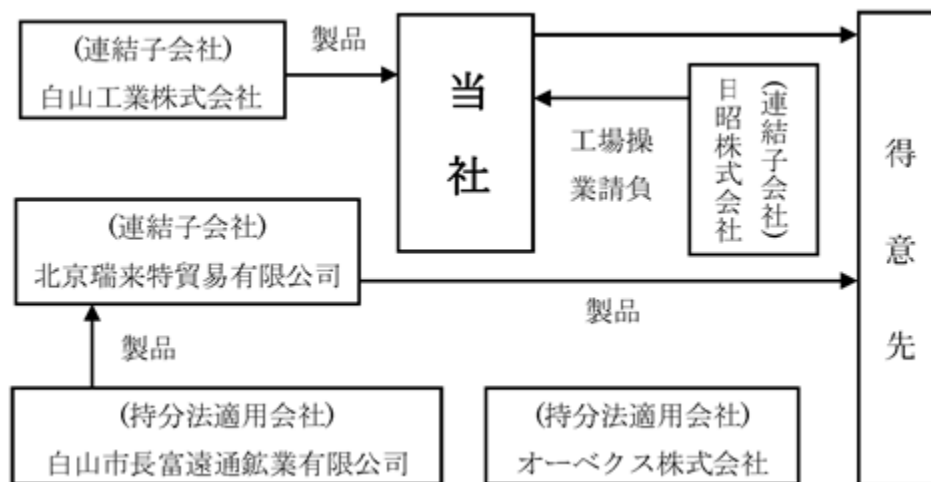 (連結子会社)
白山工業株式会社
製品
当社
工場操
業請負
(連結子会社)
日昭株式会社
得意先
(連結子会社)
北京瑞来特貿易有限公司
製品
製品
(持分法適用会社)
白山市長富遠通鉱業有限公司
(持分法適用会社)
オーベクス株式会社